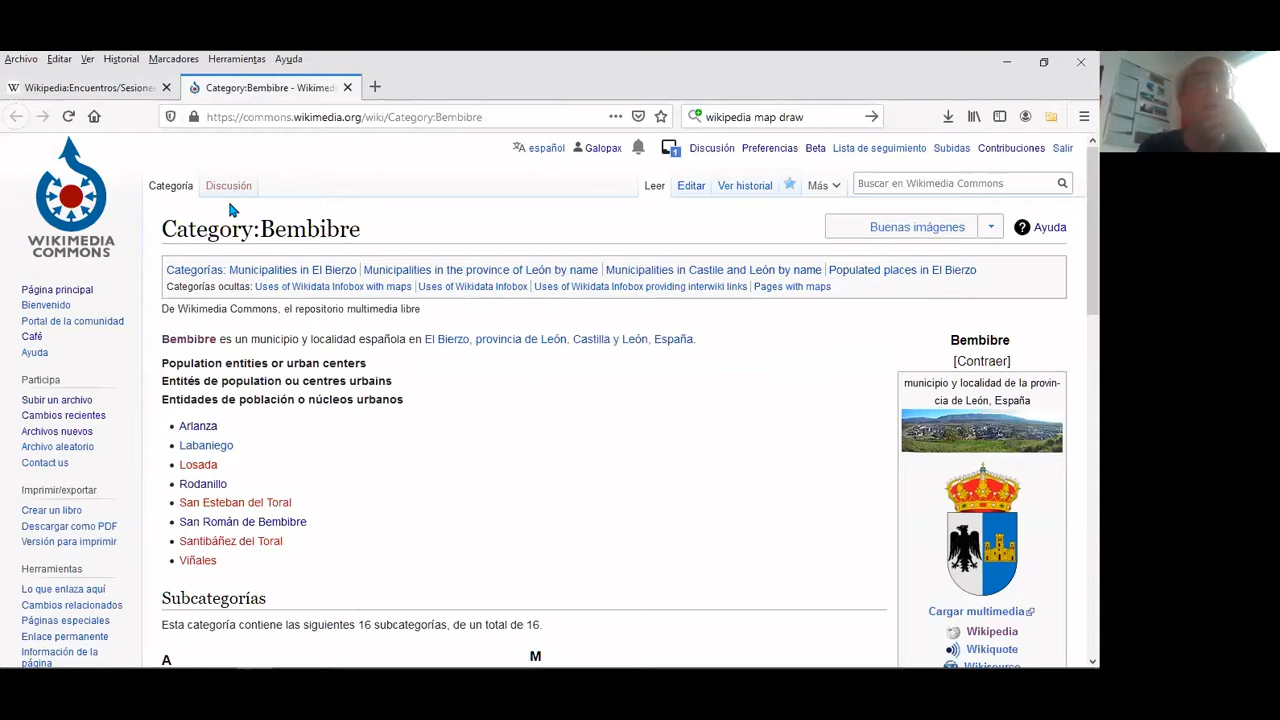 Archivo Editar Ver Historial Marcadores Herramientas Ayuda
Wikipedia:Encuentros/Sesione
Category:Bembibre - Wikimed
https://commons.wikimedia.org/wiki/Category:Bembibre
wikipedia map draw
español Galopax 1 Discusión Preferencias Beta Lista de seguimiento Subidas Contribuciones Salir
Categoría Discusión Leer Editar Ver historial Más Buscar en Wikimedia Commons
WIKIMEDIA
COMMONS
Category:Bembibre
Buenas imágenes
Ayuda
Categorías: Municipalities in El Bierzo | Municipalities in the province of León by name | Municipalities in Castile and León by name | Populated places in El Bierzo
Categorías ocultas: Uses of Wikidata Infobox with maps | Uses of Wikidata Infobox | Uses of Wikidata Infobox providing interwiki links | Pages with maps
De Wikimedia Commons, el repositorio multimedia libre
Bembibre es un municipio y localidad española en El Bierzo, provincia de León, Castilla y León, España.
Population entities or urban centers
Entités de population ou centres urbains
Entidades de población o núcleos urbanos
Arlanza
Labaniego
Losada
Rodanillo
San Esteban del Toral
San Román de Bembibre
Santibáñez del Toral
Viñales
Subcategorías
Esta categoría contiene las siguientes 16 subcategorías, de un total de 16.
A
M
Página principal
Bienvenido
Portal de la comunidad
Café
Ayuda
Participa
Subir un archivo
Cambios recientes
Archivos nuevos
Archivo aleatorio
Contact us
Imprimir/exportar
Crear un libro
Descargar como PDF
Versión para imprimir
Herramientas
Lo que enlaza aquí
Cambios relacionados
Páginas especiales
Enlace permanente
Información de la
página
Bembibre
[Contraer]
municipio y localidad de la provin-
cia de León, España
Cargar multimedia
Wikipedia
Wikiquote
Wikisource